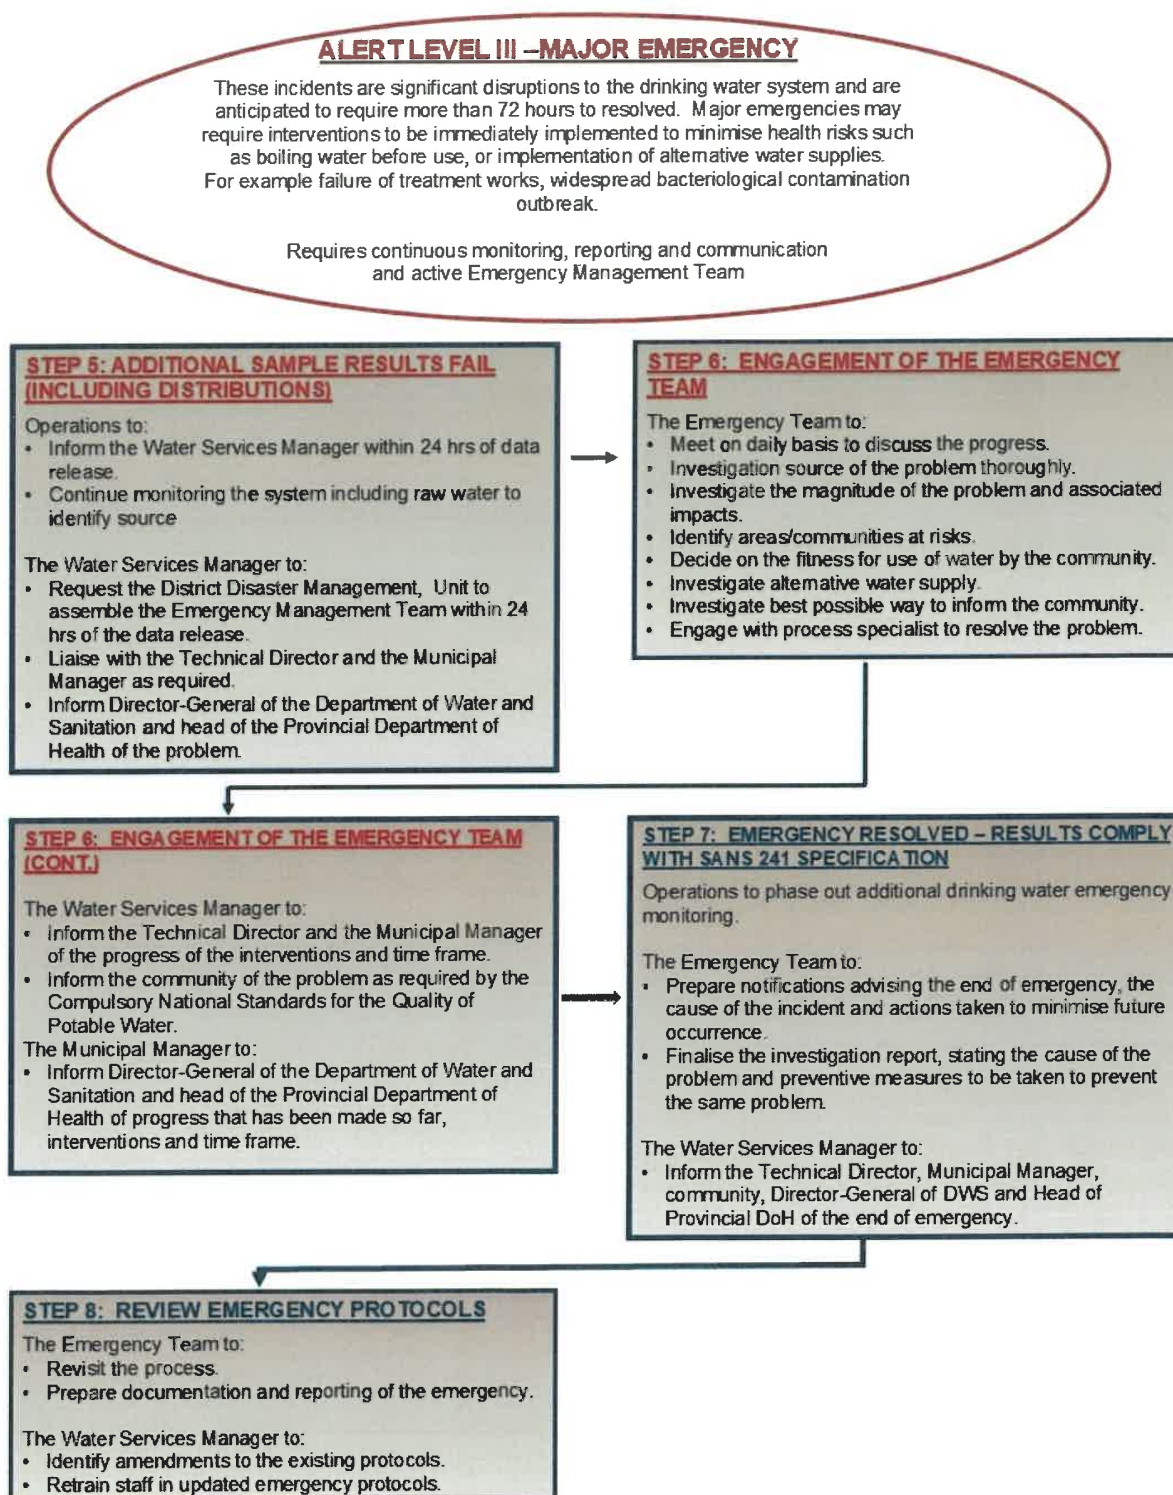 ALERT LEVEL III –MAJOR EMERGENCY
These incidents are significant disruptions to the drinking water system and are
anticipated to require more than 72 hours to resolved. Major emergencies may
require interventions to be immediately implemented to minimise health risks such
as boiling water before use, or implementation of alternative water supplies.
For example failure of treatment works, widespread bacteriological contamination
outbreak.
Requires continuous monitoring, reporting and communication
and active Emergency Management Team
STEP 5: ADDITIONAL SAMPLE RESULTS FAIL
(INCLUDING DISTRIBUTIONS)
Operations to:
• Inform the Water Services Manager within 24 hrs of data
release.
• Continue monitoring the system including raw water to
identify source
The Water Services Manager to:
• Request the District Disaster Management, Unit to
assemble the Emergency Management Team within 24
hrs of the data release.
• Liaise with the Technical Director and the Municipal
Manager as required.
• Inform Director-General of the Department of Water and
Sanitation and head of the Provincial Department of
Health of the problem.
STEP 6: ENGAGEMENT OF THE EMERGENCY
TEAM
The Emergency Team to:
• Meet on daily basis to discuss the progress.
• Investigation source of the problem thoroughly.
• Investigate the magnitude of the problem and associated
impacts.
• Identify areas/communities at risks.
• Decide on the fitness for use of water by the community.
• Investigate alternative water supply.
• Investigate best possible way to inform the community.
• Engage with process specialist to resolve the problem.
STEP 6: ENGAGEMENT OF THE EMERGENCY TEAM
(CONT.)
The Water Services Manager to:
• Inform the Technical Director and the Municipal Manager
of the progress of the interventions and time frame.
• Inform the community of the problem as required by the
Compulsory National Standards for the Quality of
Potable Water.
The Municipal Manager to:
• Inform Director-General of the Department of Water and
Sanitation and head of the Provincial Department of
Health of progress that has been made so far,
interventions and time frame.
STEP 7: EMERGENCY RESOLVED – RESULTS COMPLY
WITH SANS 241 SPECIFICATION
Operations to phase out additional drinking water emergency
monitoring.
The Emergency Team to:
• Prepare notifications advising the end of emergency, the
cause of the incident and actions taken to minimise future
occurrence.
• Finalise the investigation report, stating the cause of the
problem and preventive measures to be taken to prevent
the same problem.
The Water Services Manager to:
• Inform the Technical Director, Municipal Manager,
community, Director-General of DWS and Head of
Provincial DoH of the end of emergency.
STEP 8: REVIEW EMERGENCY PROTOCOLS
The Emergency Team to:
• Revisit the process.
• Prepare documentation and reporting of the emergency.
The Water Services Manager to:
• Identify amendments to the existing protocols.
• Retrain staff in updated emergency protocols.